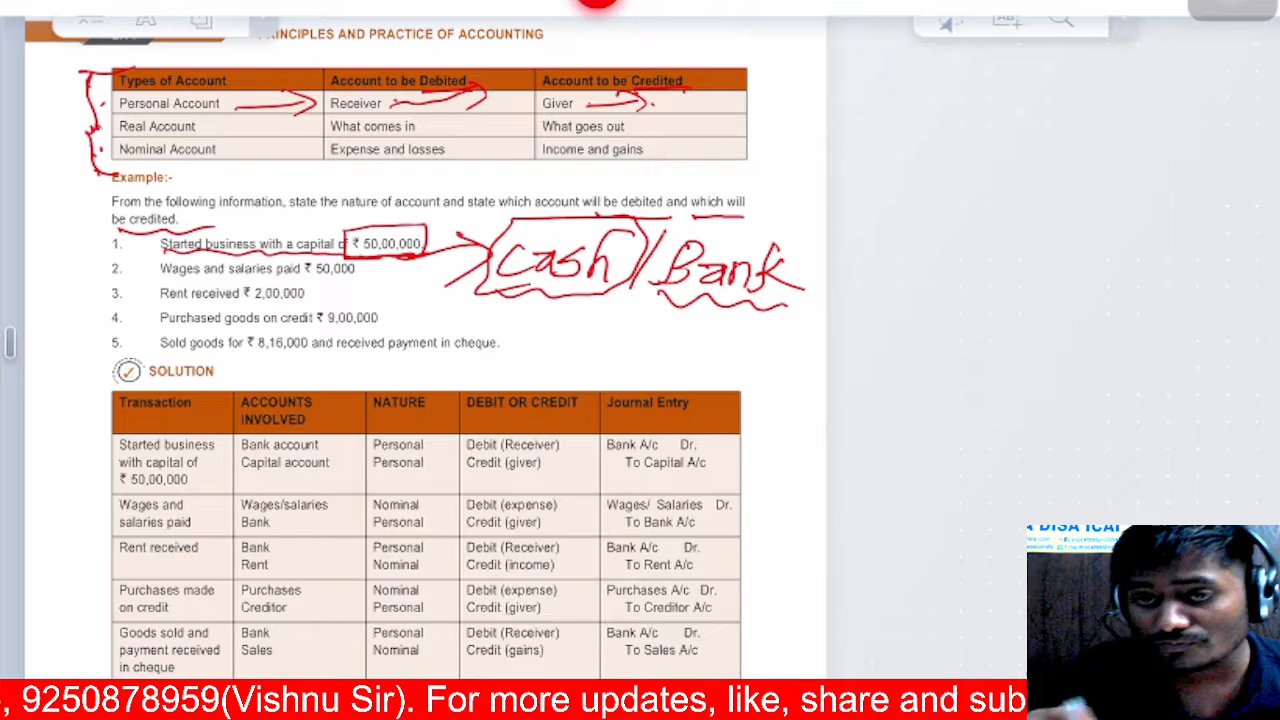 PRINCIPLES AND PRACTICE OF ACCOUNTING
Types of Account Account to be Debited Account to be Credited
Personal Account Receiver Giver
Real Account What comes in What goes out
Nominal Account Expense and losses Income and gains
Example:-
From the following information, state the nature of account and state which account will be debited and which will
be credited.
1. Started business with a capital of ₹ 50,00,000
Cash / Bank
2. Wages and salaries paid ₹ 50,000
3. Rent received ₹ 2,00,000
4. Purchased goods on credit ₹ 9,00,000
5. Sold goods for ₹ 8,16,000 and received payment in cheque.
SOLUTION
Transaction ACCOUNTS NATURE DEBIT OR CREDIT Journal Entry
INVOLVED
Started business Bank account Personal Debit (Receiver) Bank A/c Dr.
with capital of Capital account Personal Credit (giver) To Capital A/c
₹ 50,00,000
Wages and Wages/salaries Nominal Debit (expense) Wages/ Salaries Dr.
salaries paid Bank Personal Credit (giver) To Bank A/c
Rent received Bank Personal Debit (Receiver) Bank A/c Dr.
Rent Nominal Credit (income) To Rent A/c
Purchases made Purchases Nominal Debit (expense) Purchases A/c Dr.
on credit Creditor Personal Credit (giver) To Creditor A/c
Goods sold and Bank Personal Debit (Receiver) Bank A/c Dr.
payment received Sales Nominal Credit (gains) To Sales A/c
in cheque
DISA ICAI
, 9250878959(Vishnu Sir). For more updates, like, share and sub